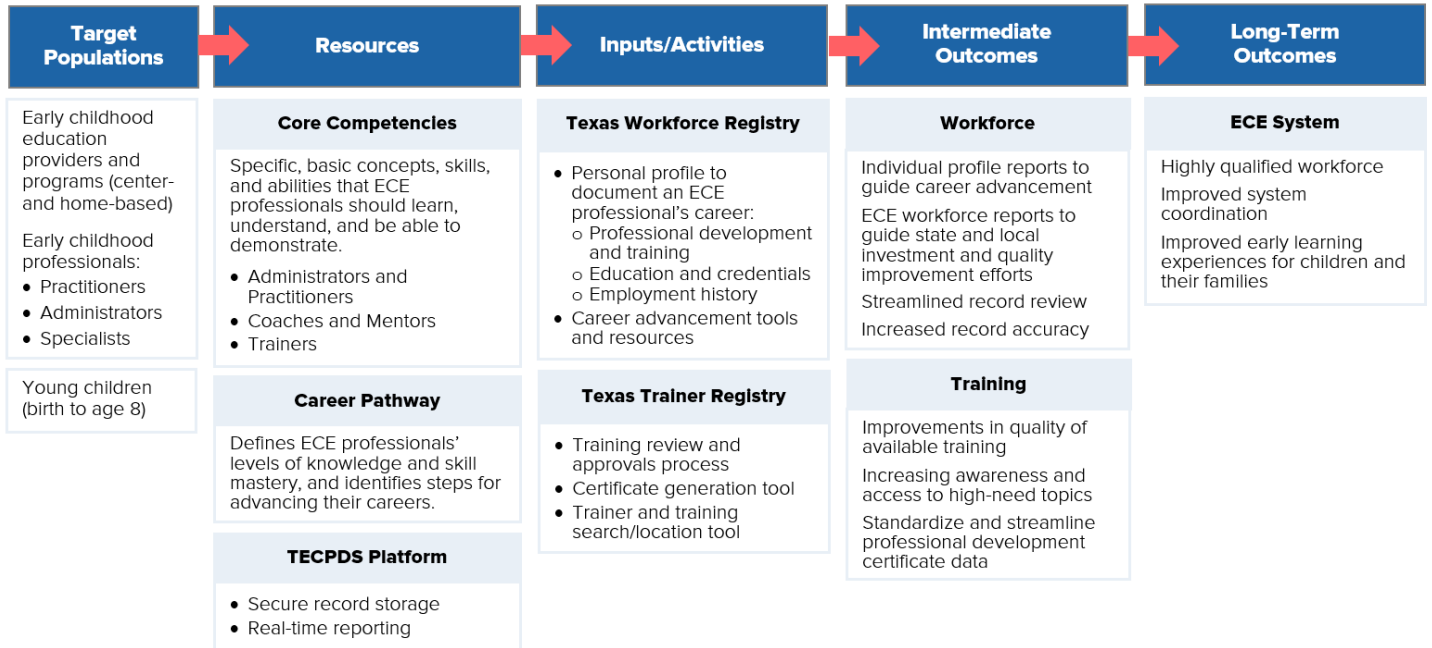 Target
Populations
Resources
Inputs/Activities
Intermediate
Outcomes
Long-Term
Outcomes
Early childhood
education
providers and
programs (center-
and home-based)
Early childhood
professionals:
• Practitioners
• Administrators
• Specialists
Young children
(birth to age 8)
Core Competencies
Specific, basic concepts, skills,
and abilities that ECE
professionals should learn,
understand, and be able to
demonstrate.
• Administrators and
Practitioners
• Coaches and Mentors
• Trainers
Career Pathway
Defines ECE professionals’
levels of knowledge and skill
mastery, and identifies steps for
advancing their careers.
TECPDS Platform
• Secure record storage
• Real-time reporting
Texas Workforce Registry
• Personal profile to
document an ECE
professional’s career:
o Professional development
and training
o Education and credentials
o Employment history
• Career advancement tools
and resources
Texas Trainer Registry
• Training review and
approvals process
• Certificate generation tool
• Trainer and training
search/location tool
Workforce
Individual profile reports to
guide career advancement
ECE workforce reports to
guide state and local
investment and quality
improvement efforts
Streamlined record review
Increased record accuracy
Training
Improvements in quality of
available training
Increasing awareness and
access to high-need topics
Standardize and streamline
professional development
certificate data
ECE System
Highly qualified workforce
Improved system
coordination
Improved early learning
experiences for children and
their families